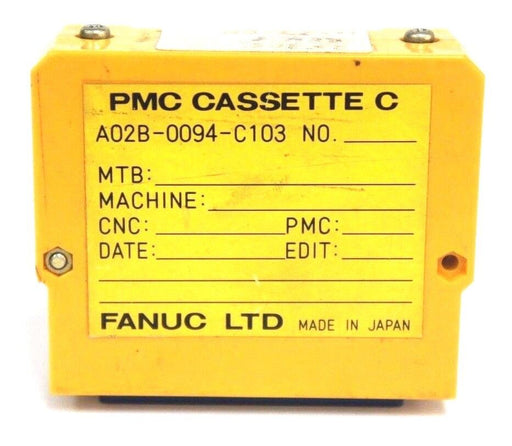 PMC CASSETTE C
A02B-0094-C103 NO.
MTB:
MACHINE:
CNC: PMC:
DATE: EDIT:
FANUC LTD MADE IN JAPAN